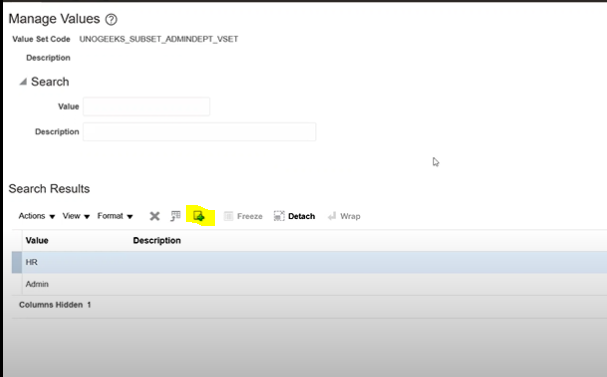 Manage Values ?
Value Set Code UNOGEEKS_SUBSET_ADMINDEPT_VSET
Description
Search
Value
Description
Search Results
Actions View Format Freeze Detach Wrap
Value Description
HR
Admin
Columns Hidden 1